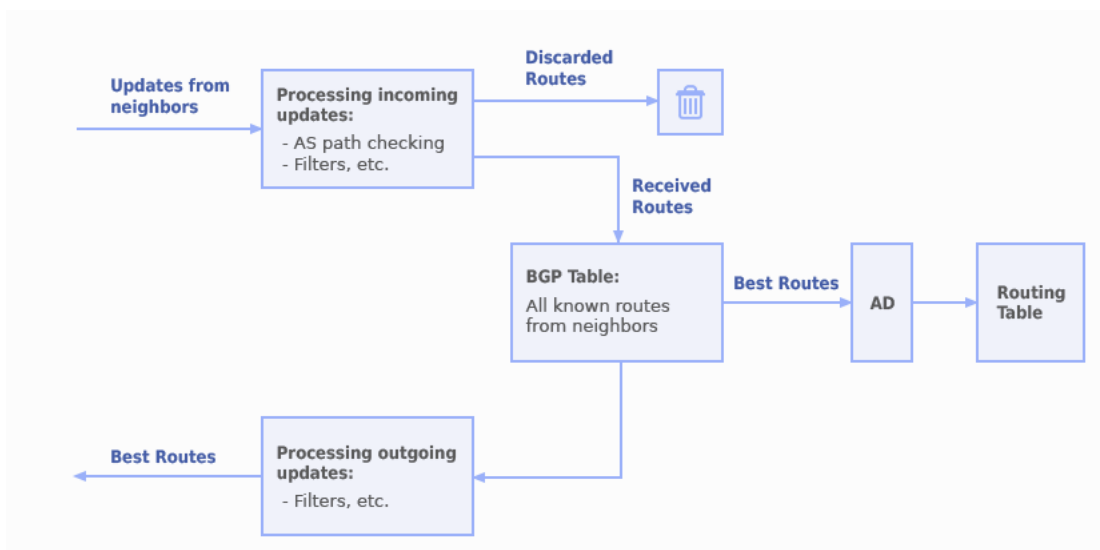 Discarded
Routes
Updates from
neighbors
Processing incoming
updates:
- AS path checking
- Filters, etc.
Received
Routes
BGP Table:
All known routes
from neighbors
Best Routes
AD
Routing
Table
Best Routes
Processing outgoing
updates:
- Filters, etc.